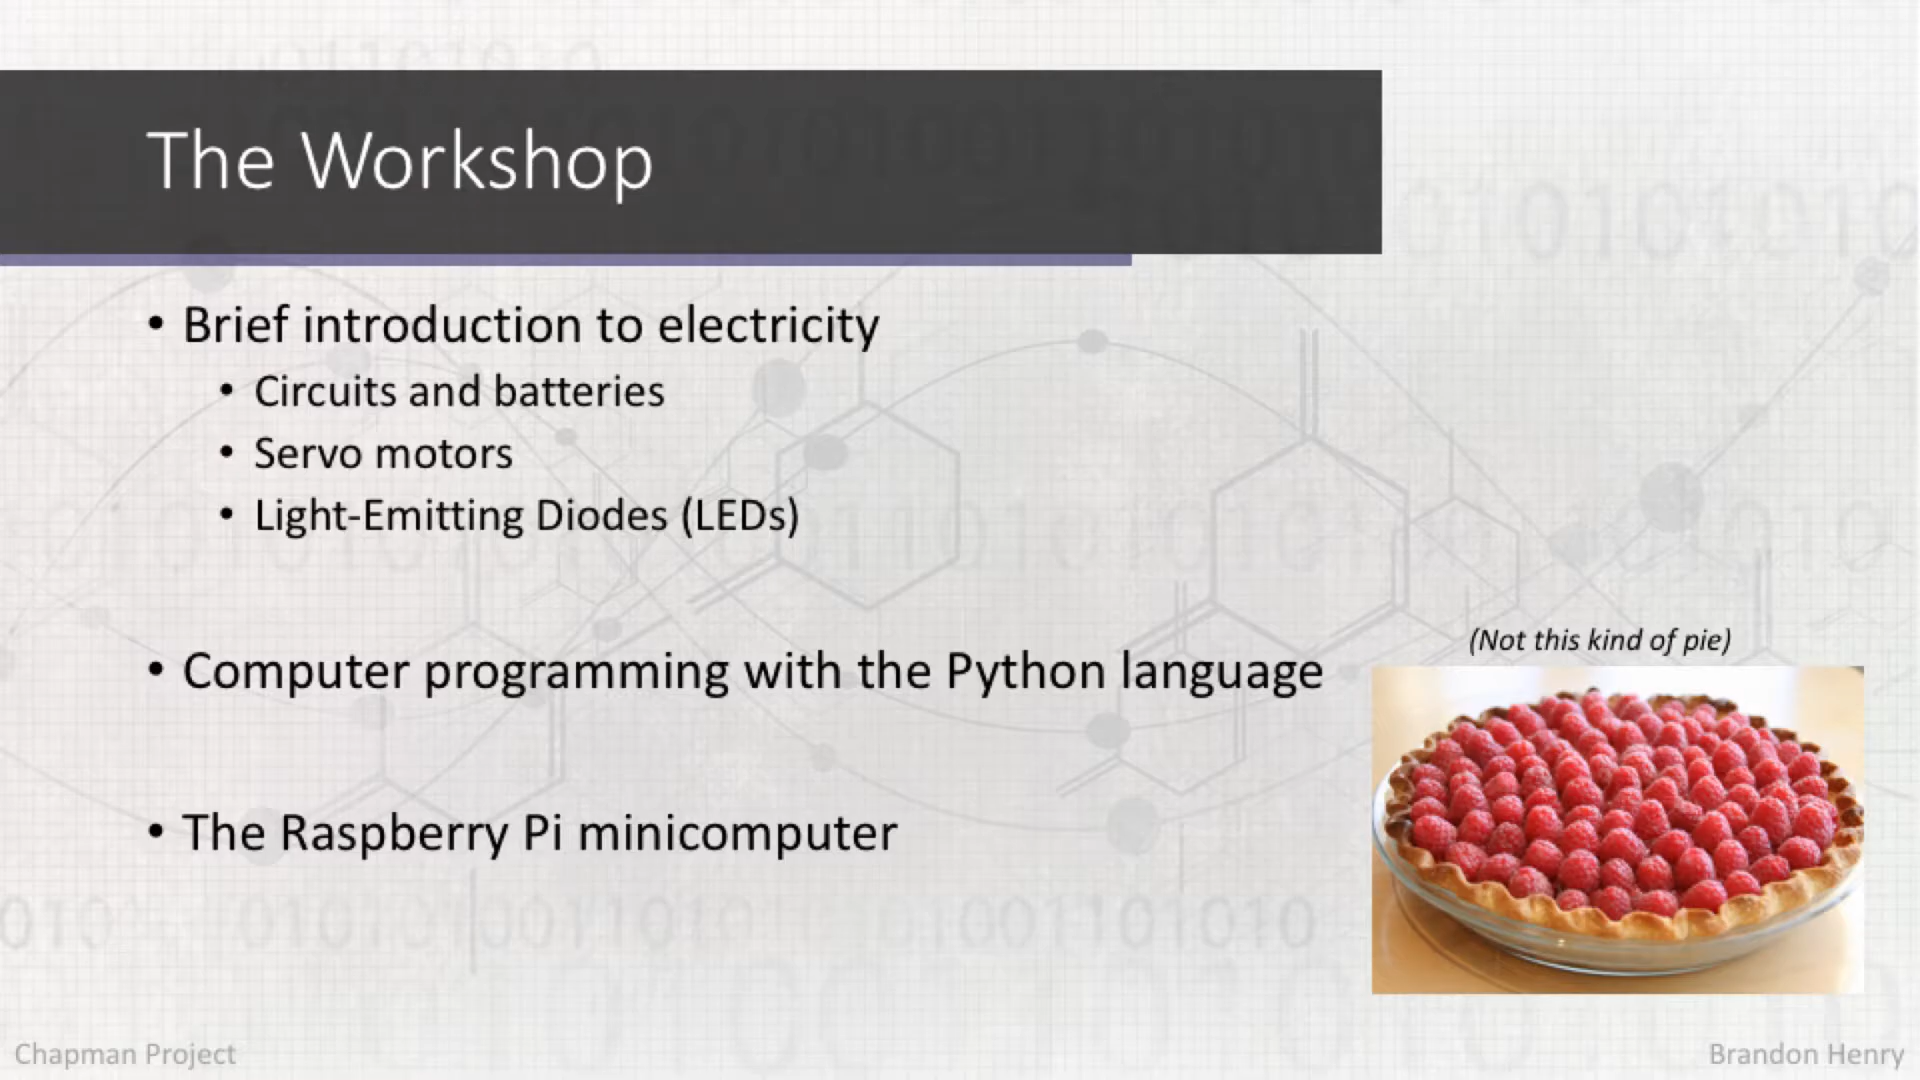 The Workshop
• Brief introduction to electricity
• Circuits and batteries
• Servo motors
• Light-Emitting Diodes (LEDs)
• Computer programming with the Python language
(Not this kind of pie)
• The Raspberry Pi minicomputer
Chapman Project
Brandon Henry